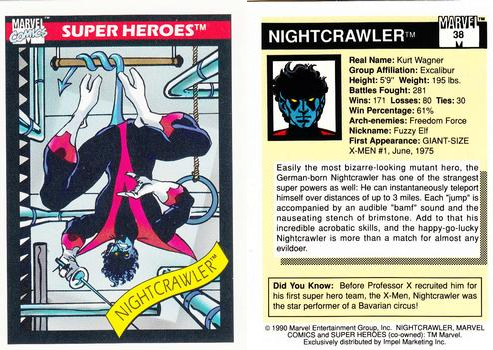 MARVEL
COMICS
SUPER HEROES™
NIGHTCRAWLER™
NIGHTCRAWLER™
MARVEL™
38
Real Name: Kurt Wagner
Group Affiliation: Excalibur
Height: 5'9" Weight: 195 lbs.
Battles Fought: 281
Wins: 171 Losses: 80 Ties: 30
Win Percentage: 61%
Arch-enemies: Freedom Force
Nickname: Fuzzy Elf
First Appearance: GIANT-SIZE
X-MEN #1, June, 1975
Easily the most bizarre-looking mutant hero, the
German-born Nightcrawler has one of the strangest
super powers as well: He can instantaneously teleport
himself over distances of up to 3 miles. Each "jump" is
accompanied by an audible "bamf" sound and the
nauseating stench of brimstone. Add to that his
incredible acrobatic skills, and the happy-go-lucky
Nightcrawler is more than a match for almost any
evildoer.
Did You Know: Before Professor X recruited him for
his first super hero team, the X-Men, Nightcrawler was
the star performer of a Bavarian circus!
© 1990 Marvel Entertainment Group, Inc. NIGHTCRAWLER, MARVEL
COMICS and SUPER HEROES (co-owned): TM Marvel.
Exclusively distributed by Impel Marketing Inc.